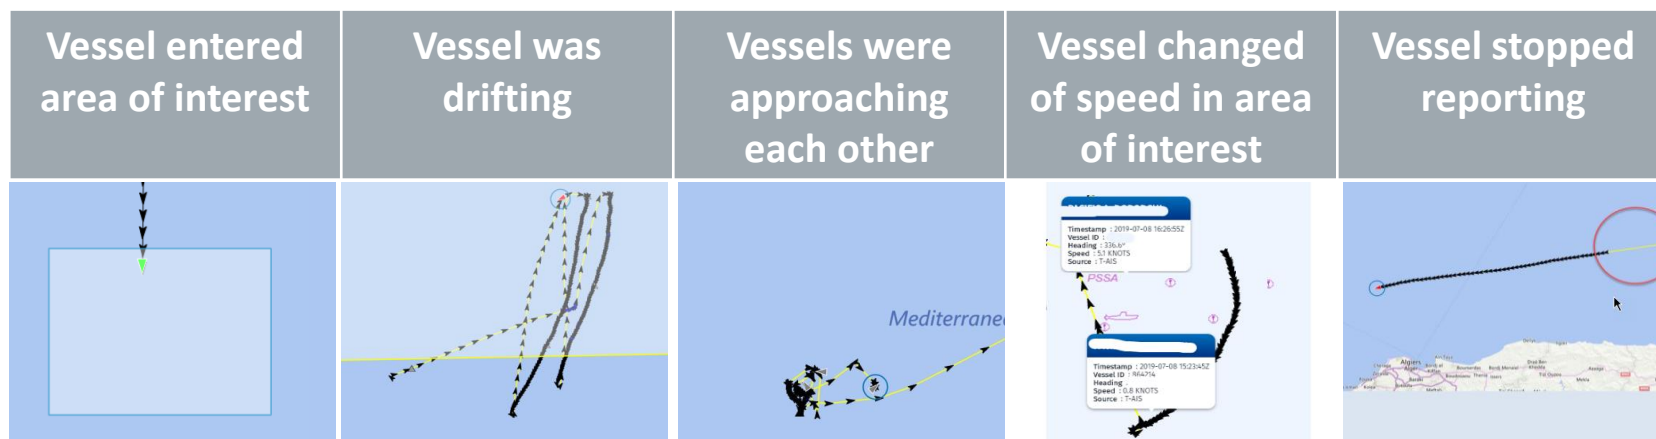 Vessel entered
area of interest
Vessel was
drifting
Vessels were
approaching
each other
Vessel changed
of speed in area
of interest
Vessel stopped
reporting
Mediterrane
Timestamp : 2019-07-08 16:26:55Z
Vessel ID :
Heading : 336.6°
Speed : 5.1 KNOTS
Source : T-AIS
PSSA
Timestamp : 2019-07-08 15:23:45Z
Vessel ID : 864714
Heading :
Speed : 0.8 KNOTS
Source : T-AIS
Algiers
Alger